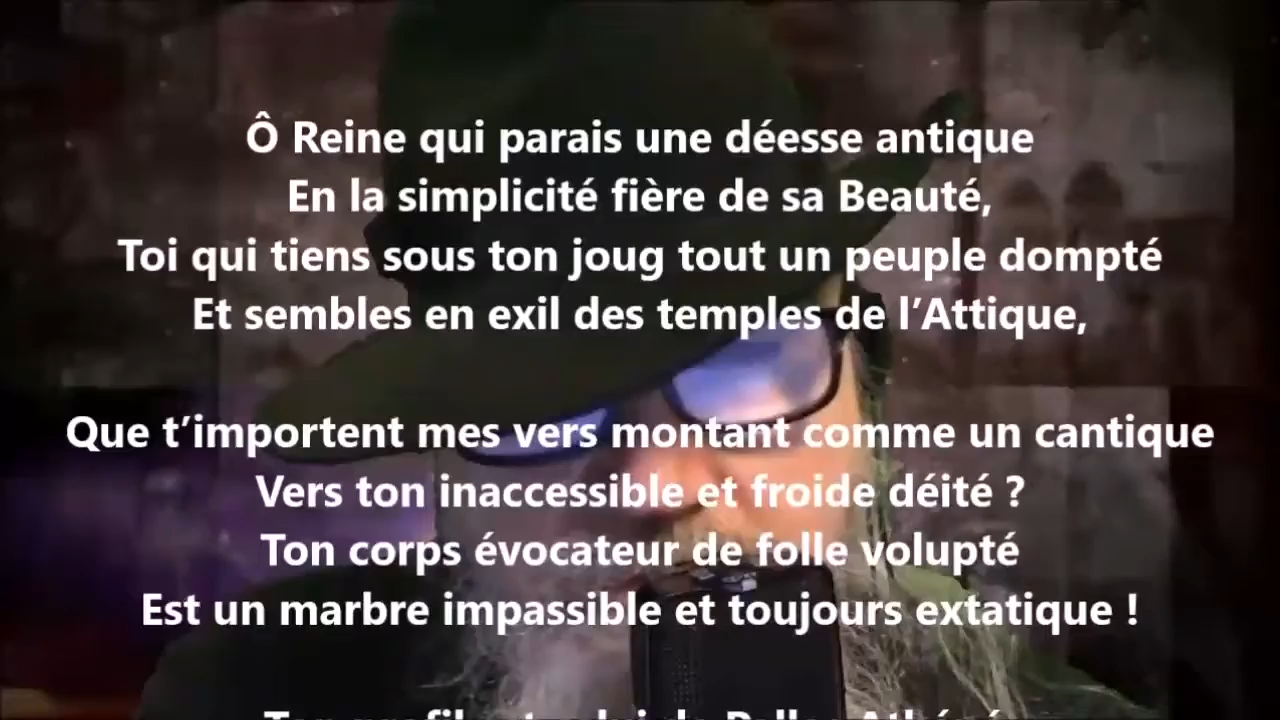 Ô Reine qui parais une déesse antique
En la simplicité fière de sa Beauté,
Toi qui tiens sous ton joug tout un peuple dompté
Et sembles en exil des temples de l’Attique,
Que t’importent mes vers montant comme un cantique
Vers ton inaccessible et froide déité ?
Ton corps évocateur de folle volupté
Est un marbre impassible et toujours extatique !